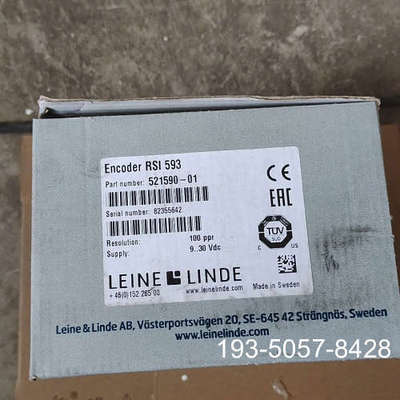 Encoder RSI 593
Part number: 521590-01
Serial number: 82355642
Resolution: 100 ppr
Supply: 9..30 Vdc
CE
EAC
TÜV
SÜD
C US
LEINE LINDE
+46(0)152 265 00
www.leinelinde.com
Made in Sweden
Leine & Linde AB, Västerportsvägen 20, SE-645 42 Strängnäs, Sweden
www.leinelinde.com
193-5057-8428